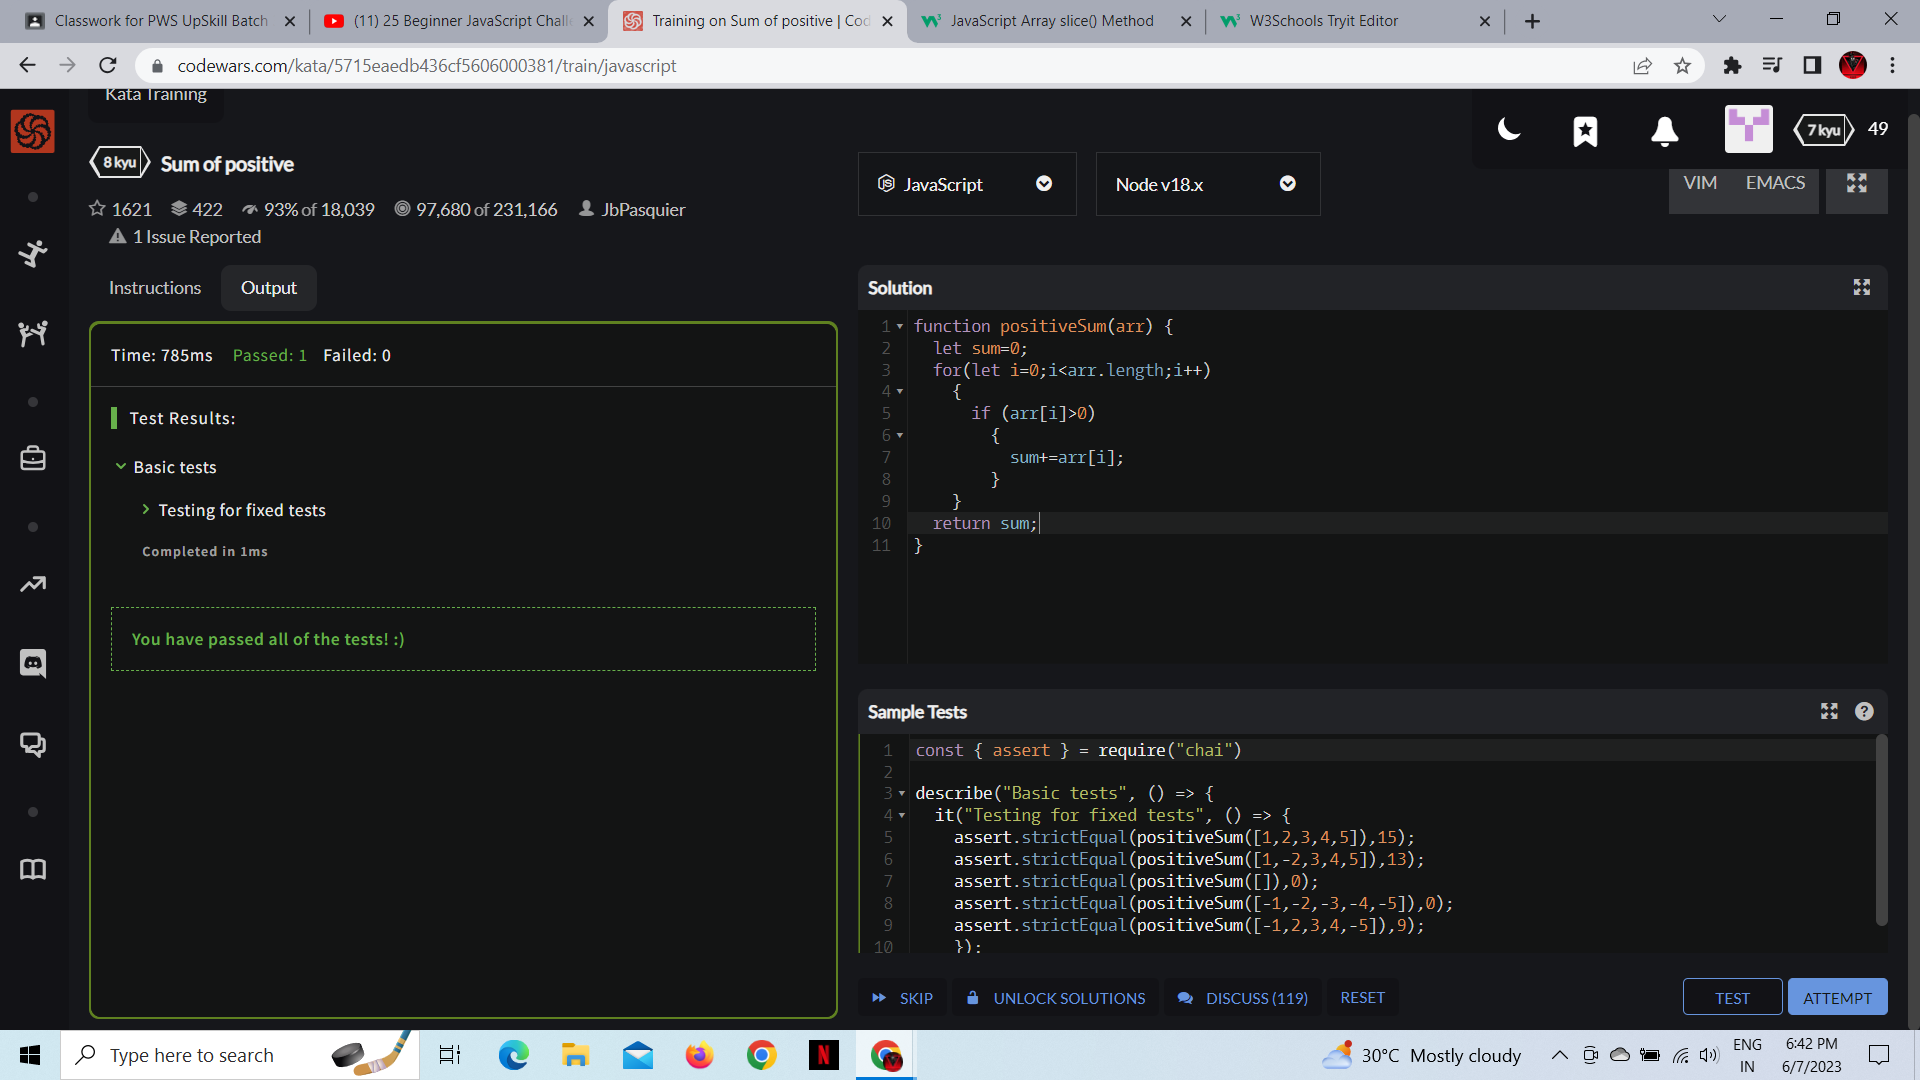 Classwork for PWS UpSkill Batch
(11) 25 Beginner JavaScript Chall
Training on Sum of positive | Cod
JavaScript Array slice() Method
W3Schools Tryit Editor
codewars.com/kata/5715eaedb436cf5606000381/train/javascript
Kata Training
7 kyu 49
8 kyu Sum of positive
JavaScript
Node v18.x
VIM EMACS
1621 422 93% of 18,039 97,680 of 231,166 JbPasquier
1 Issue Reported
Instructions Output
Time: 785ms Passed: 1 Failed: 0
Test Results:
Basic tests
Testing for fixed tests
Completed in 1ms
You have passed all of the tests! :)
Solution
1 function positiveSum(arr) {
2 let sum=0;
3 for(let i=0;i<arr.length;i++)
4 {
5 if (arr[i]>0)
6 {
7 sum+=arr[i];
8 }
9 }
10 return sum;
11 }
Sample Tests
1 const { assert } = require("chai")
2
3 describe("Basic tests", () => {
4 it("Testing for fixed tests", () => {
5 assert.strictEqual(positiveSum([1,2,3,4,5]),15);
6 assert.strictEqual(positiveSum([1,-2,3,4,5]),13);
7 assert.strictEqual(positiveSum([]),0);
8 assert.strictEqual(positiveSum([-1,-2,-3,-4,-5]),0);
9 assert.strictEqual(positiveSum([-1,2,3,4,-5]),9);
10 });
SKIP UNLOCK SOLUTIONS DISCUSS (119) RESET TEST ATTEMPT
Type here to search
N
30°C Mostly cloudy
ENG
IN
6:42 PM
6/7/2023